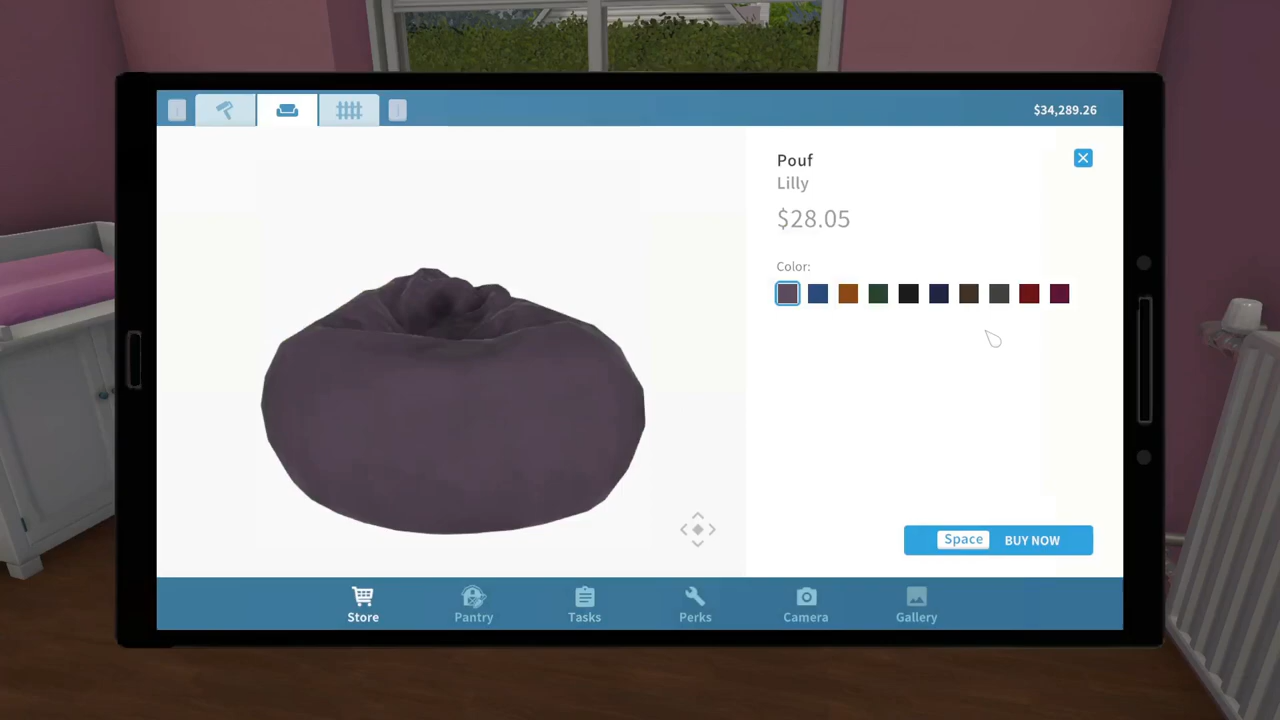 $34,289.26
Pouf
Lilly
$28.05
Color:
Space BUY NOW
Store Pantry Tasks Perks Camera Gallery